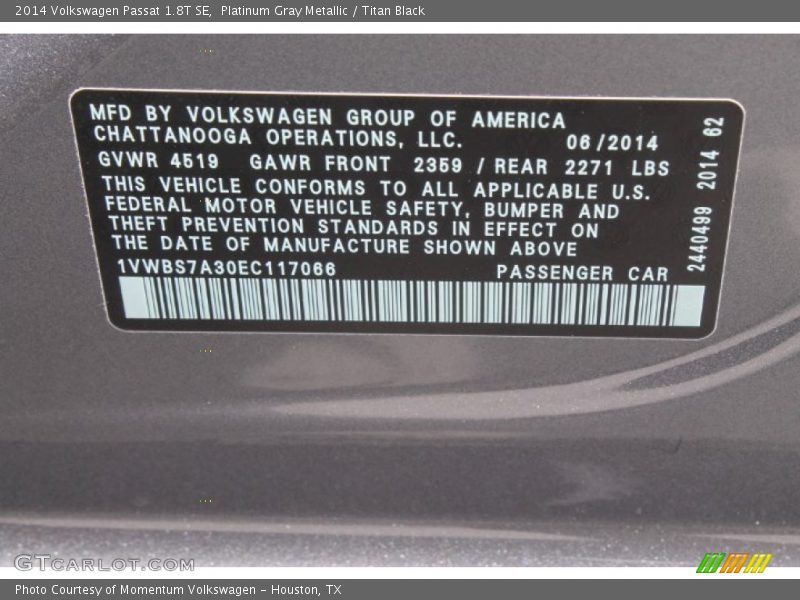 2014 Volkswagen Passat 1.8T SE, Platinum Gray Metallic / Titan Black
MFD BY VOLKSWAGEN GROUP OF AMERICA
CHATTANOOGA OPERATIONS, LLC. 06/2014
GVWR 4519 GAWR FRONT 2359 / REAR 2271 LBS
THIS VEHICLE CONFORMS TO ALL APPLICABLE U.S.
FEDERAL MOTOR VEHICLE SAFETY, BUMPER AND
THEFT PREVENTION STANDARDS IN EFFECT ON
THE DATE OF MANUFACTURE SHOWN ABOVE
1VWBS7A30EC117066 PASSENGER CAR
2440499 2014 62
GTCARLOT.COM
Photo Courtesy of Momentum Volkswagen - Houston, TX